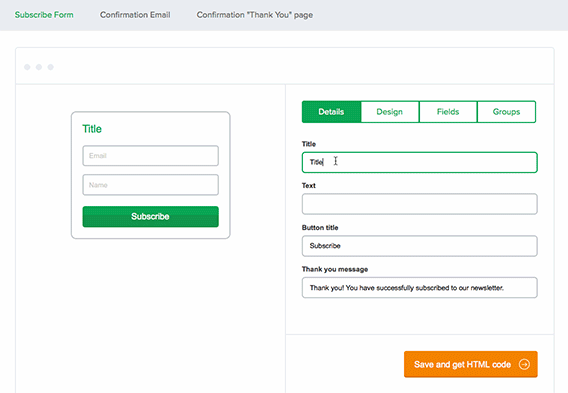 Subscribe Form Confirmation Email Confirmation "Thank You" page
Title
Email
Name
Subscribe
Details Design Fields Groups
Title
Title
Text
Button title
Subscribe
Thank you message
Thank you! You have successfully subscribed to our newsletter.
Save and get HTML code